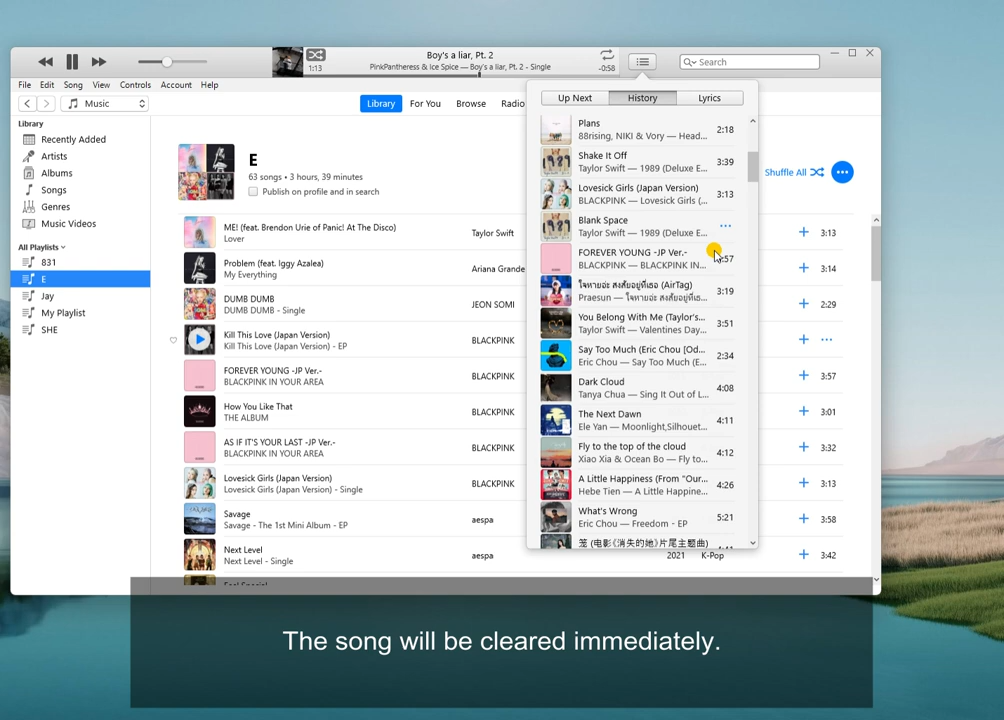 Boy's a liar, Pt. 2
PinkPantheress & Ice Spice — Boy's a liar, Pt. 2 - Single
1:13
-0:58
Search
File Edit Song View Controls Account Help
Music
Library For You Browse Radio
Library
Recently Added
Artists
Albums
Songs
Genres
Music Videos
All Playlists
831
E
Jay
My Playlist
SHE
E
63 songs • 3 hours, 39 minutes
Publish on profile and in search
Shuffle All
ME! (feat. Brendon Urie of Panic! At The Disco)
Lover
Taylor Swift
3:13
Problem (feat. Iggy Azalea)
My Everything
Ariana Grande
3:14
DUMB DUMB
DUMB DUMB - Single
JEON SOMI
2:29
Kill This Love (Japan Version)
Kill This Love (Japan Version) - EP
BLACKPINK
FOREVER YOUNG -JP Ver.-
BLACKPINK IN YOUR AREA
BLACKPINK
3:57
How You Like That
THE ALBUM
BLACKPINK
3:01
AS IF IT'S YOUR LAST -JP Ver.-
BLACKPINK IN YOUR AREA
BLACKPINK
3:32
Lovesick Girls (Japan Version)
Lovesick Girls (Japan Version) - Single
BLACKPINK
3:13
Savage
Savage - The 1st Mini Album - EP
aespa
3:58
Next Level
Next Level - Single
aespa
2021
K-Pop
3:42
Up Next History Lyrics
Plans
88rising, NIKI & Vory — Head...
2:18
Shake It Off
Taylor Swift — 1989 (Deluxe E...
3:39
Lovesick Girls (Japan Version)
BLACKPINK — Lovesick Girls (...
3:13
Blank Space
Taylor Swift — 1989 (Deluxe E...
FOREVER YOUNG -JP Ver.-
BLACKPINK — BLACKPINK IN...
:57
ใจหายอ่ะ สงสัยอยู่ที่เธอ (AirTag)
Praesun — ใจหายอ่ะ สงสัยอยู่ที่เธ...
3:19
You Belong With Me (Taylor's...
Taylor Swift — Valentines Day...
3:51
Say Too Much (Eric Chou [Od...
Eric Chou — Say Too Much (E...
2:34
Dark Cloud
Tanya Chua — Sing It Out of L...
4:08
The Next Dawn
Ele Yan — Moonlight,Silhouet...
4:11
Fly to the top of the cloud
Xiao Xia & Ocean Bo — Fly to...
4:12
A Little Happiness (From "Our...
Hebe Tien — A Little Happine...
4:26
What's Wrong
Eric Chou — Freedom - EP
5:21
笼 (电影《消失的她》片尾主题曲)
The song will be cleared immediately.